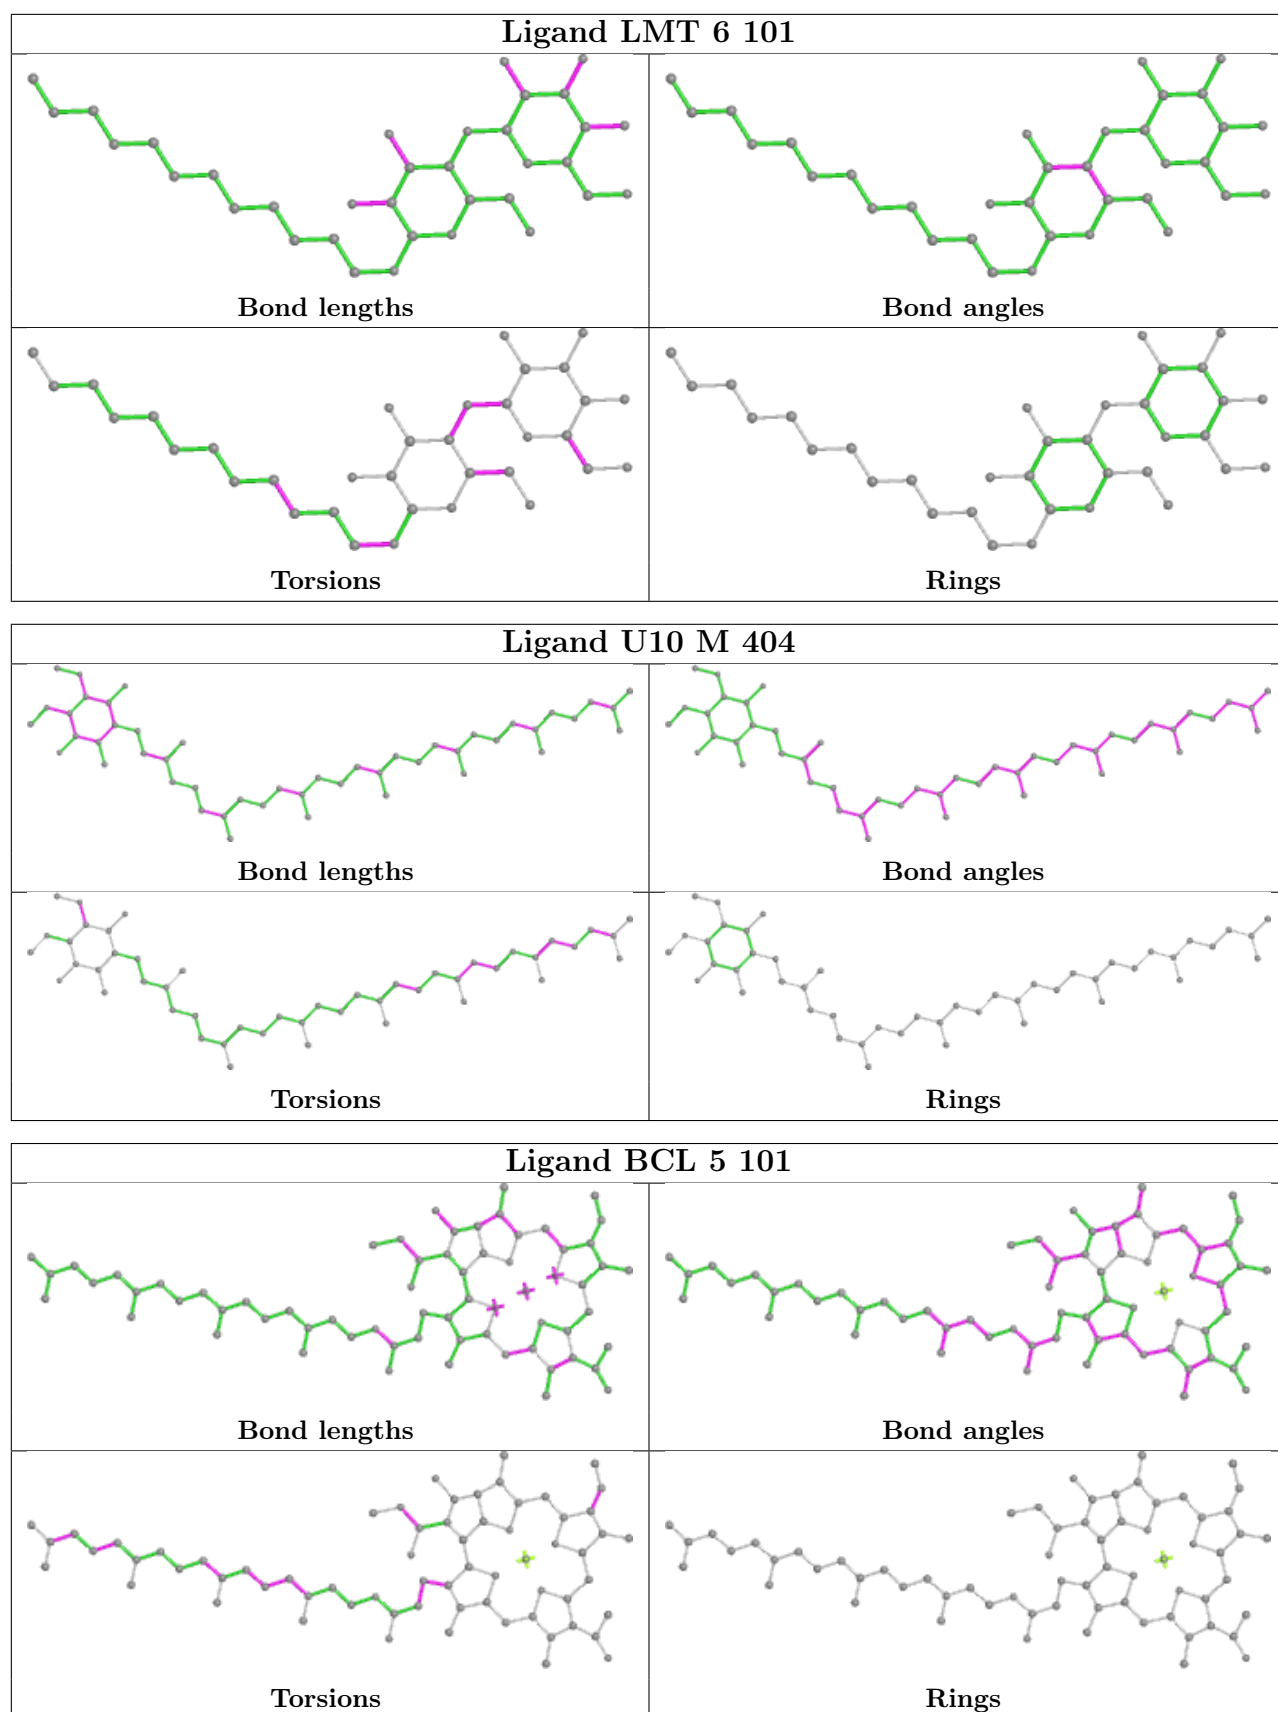 Ligand LMT 6 101
Bond lengths
Bond angles
Torsions
Rings
Ligand U10 M 404
Bond lengths
Bond angles
Torsions
Rings
Ligand BCL 5 101
Bond lengths
Bond angles
Torsions
Rings